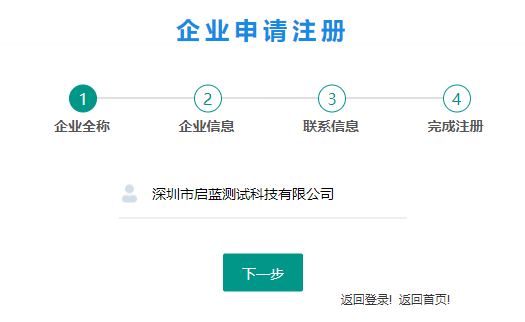 企业申请注册
1 2 3 4
企业全称 企业信息 联系信息 完成注册
深圳市启蓝测试科技有限公司
下一步
返回登录! 返回首页!